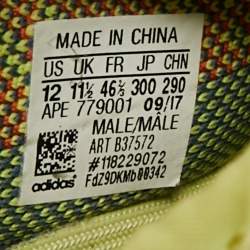 MADE IN CHINA
US UK FR JP CHN
12 11½ 46⅔ 300 290
APE 779001 09/17
MALE/MÂLE
ART B37572
#118229072
adidas FdZ9DKMb00342